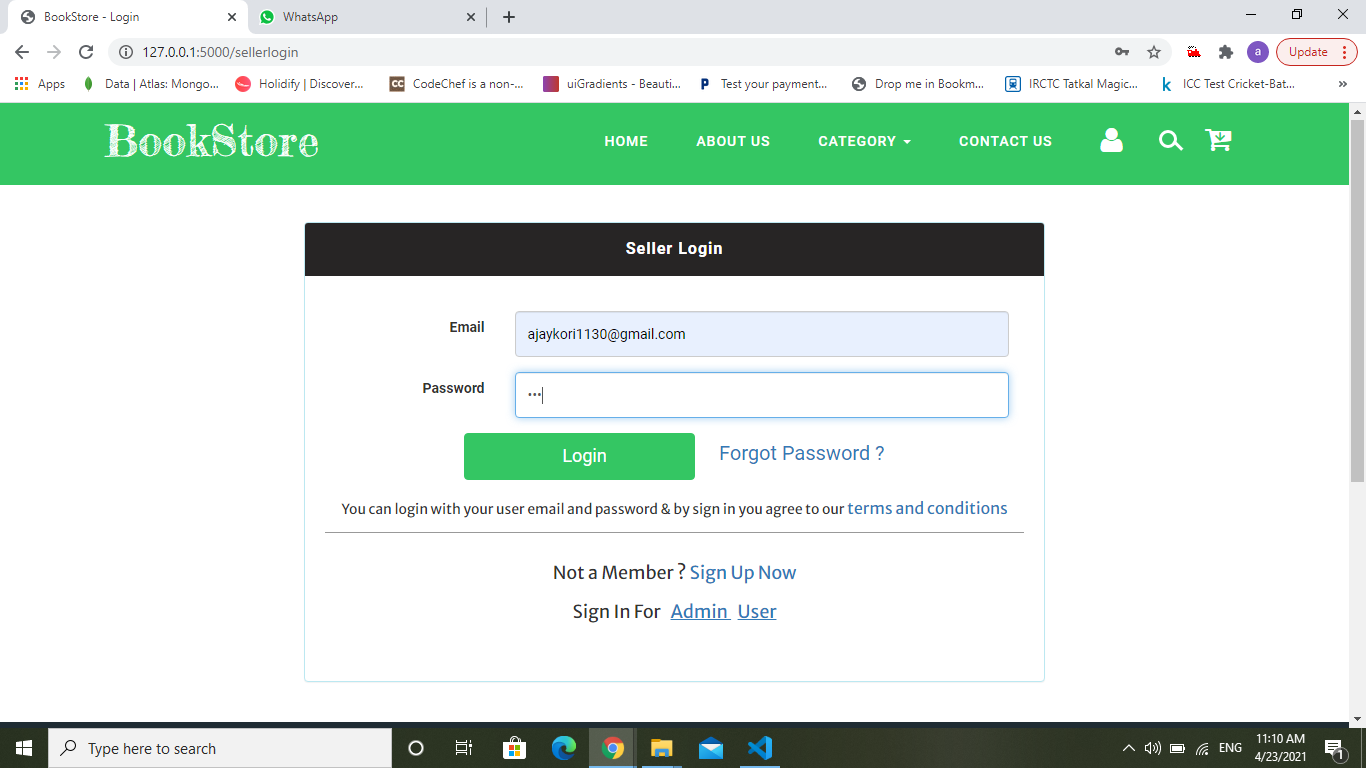 BookStore - Login
WhatsApp
127.0.0.1:5000/sellerlogin
a
Update
Apps
Data | Atlas: Mongo...
Holidify | Discover...
CC
CodeChef is a non-...
uiGradients - Beauti...
P
Test your payment...
Drop me in Bookm...
IRCTC Tatkal Magic...
k
ICC Test Cricket-Bat...
»
BookStore
HOME
ABOUT US
CATEGORY
CONTACT US
Seller Login
Email
ajaykori1130@gmail.com
Password
Login
Forgot Password ?
You can login with your user email and password & by sign in you agree to our terms and conditions
Not a Member ? Sign Up Now
Sign In For Admin User
Type here to search
ENG
11:10 AM
4/23/2021
1